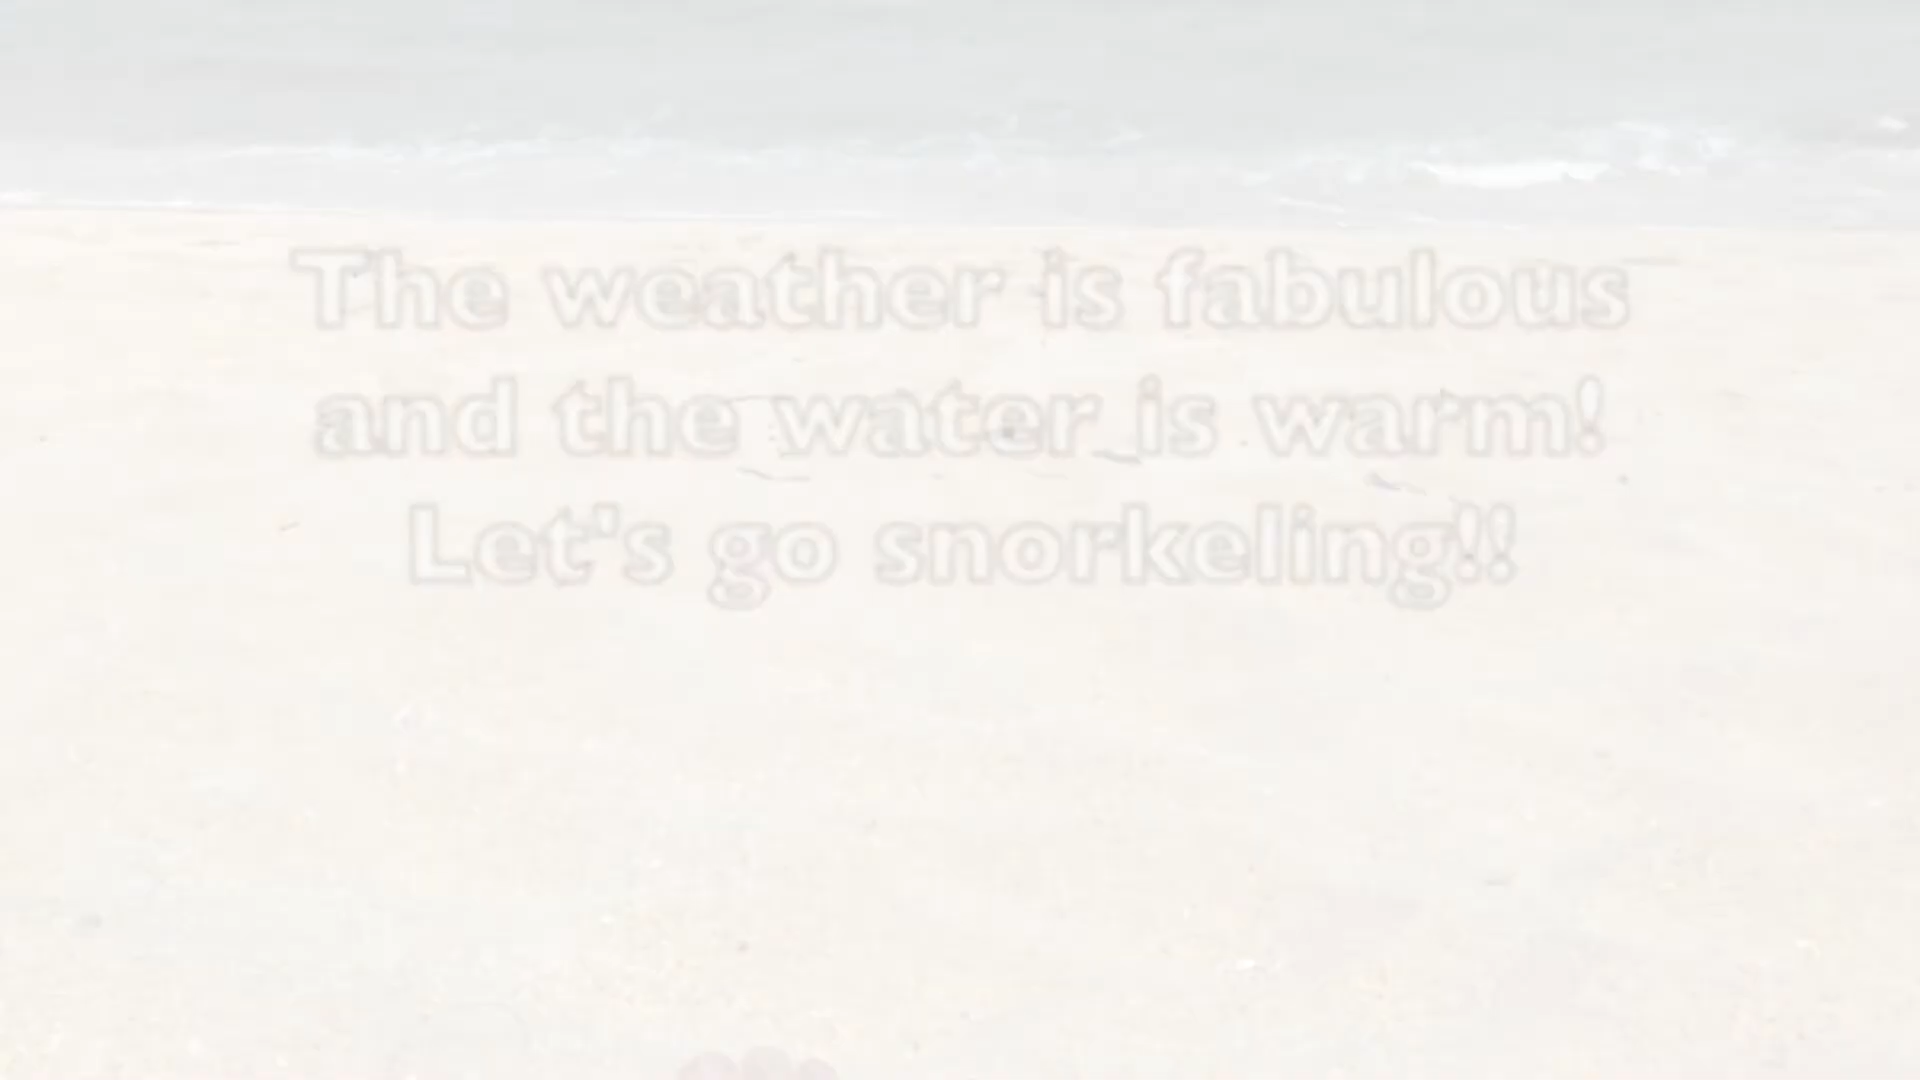 The weather is fabulous
and the water is warm!
Let's go snorkeling!!